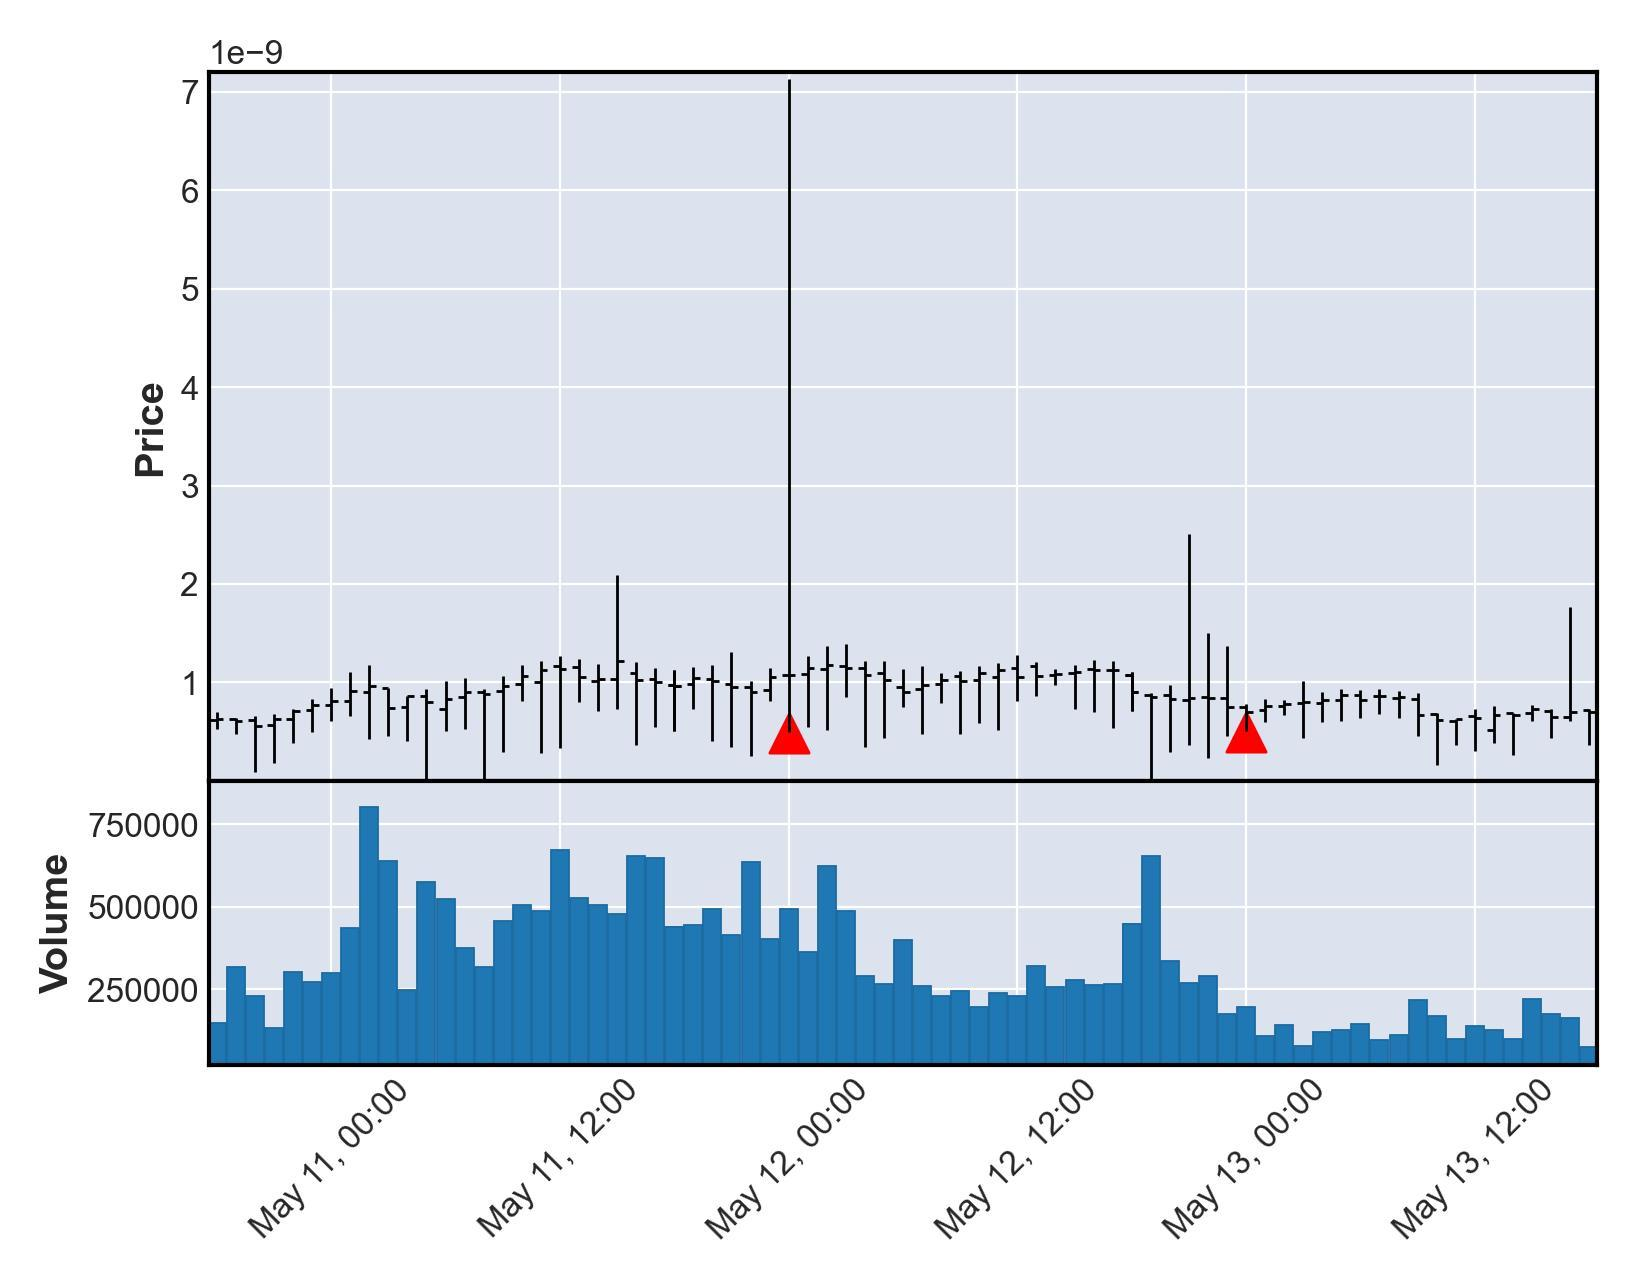 1e−9
7
6
5
4
3
2
1
Price
750000
500000
250000
Volume
May 11, 00:00
May 11, 12:00
May 12, 00:00
May 12, 12:00
May 13, 00:00
May 13, 12:00